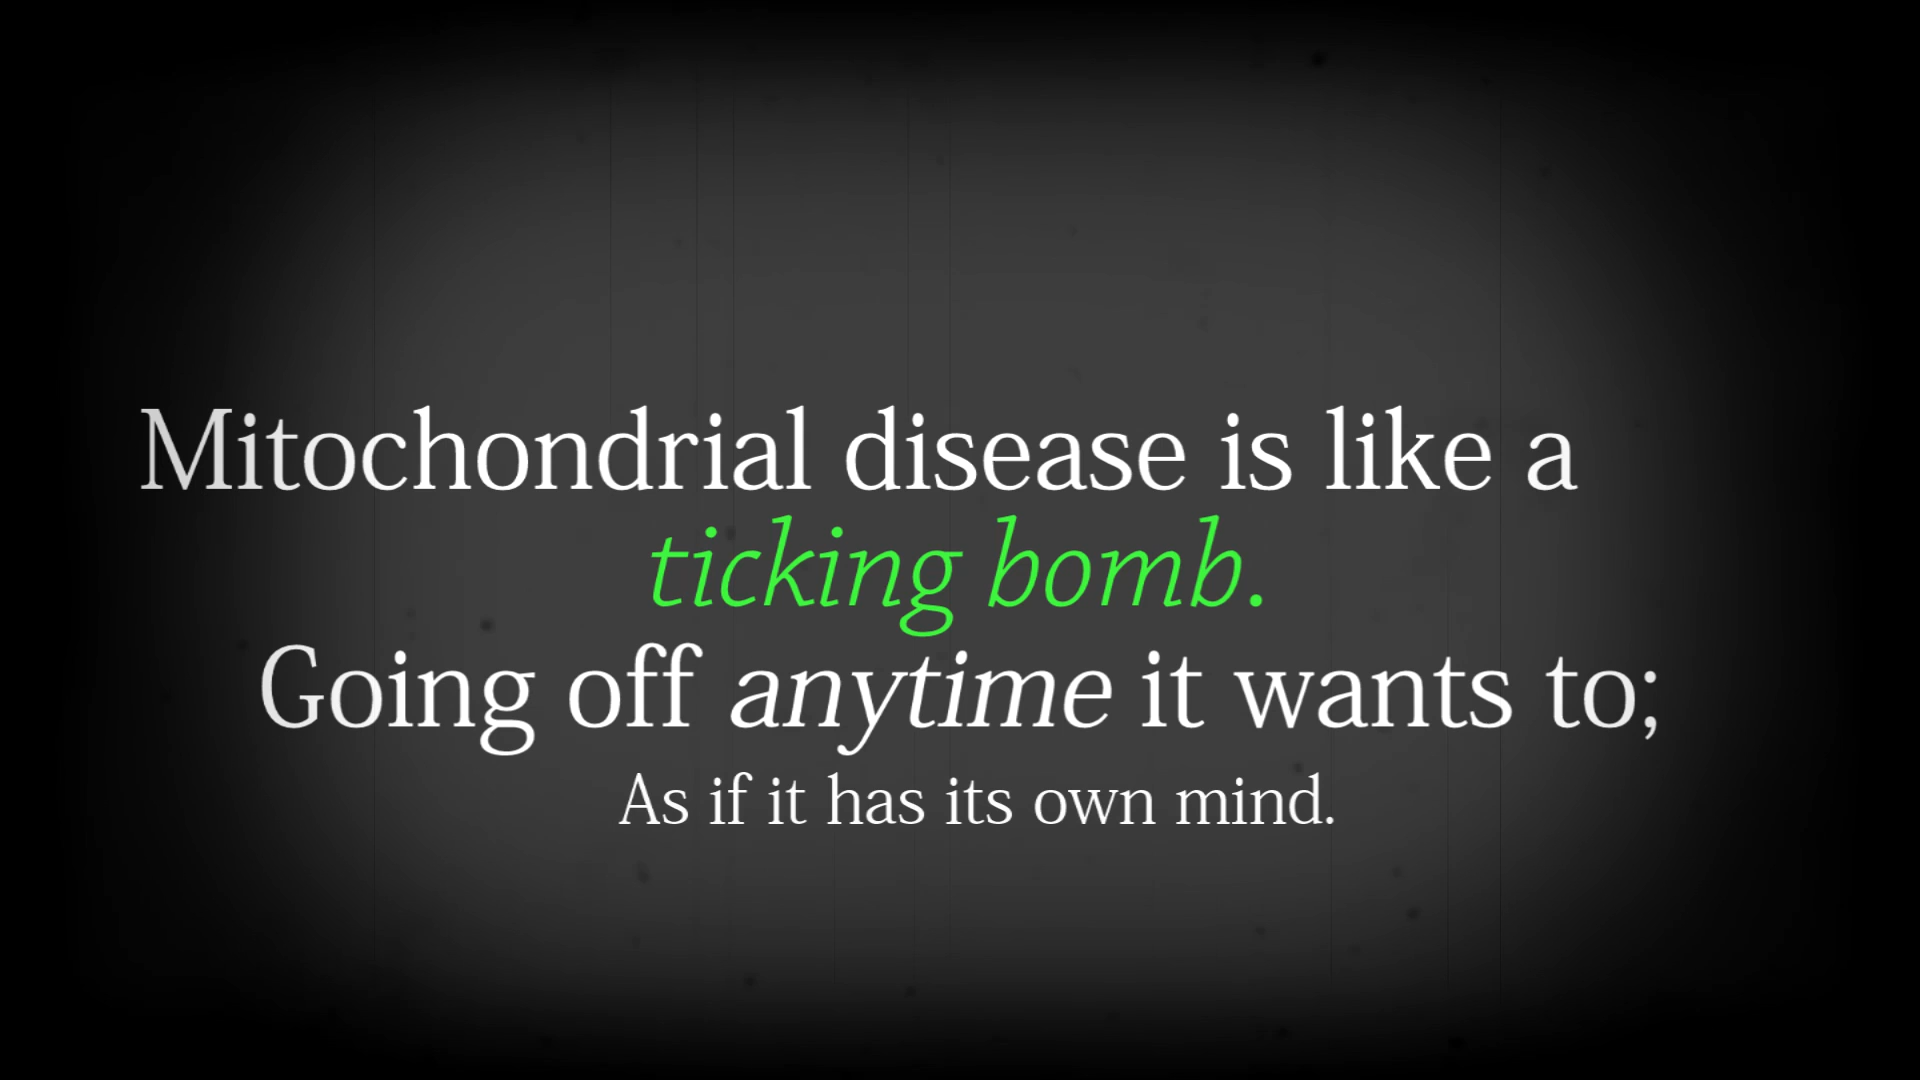 Mitochondrial disease is like a
ticking bomb.
Going off anytime it wants to;
As if it has its own mind.